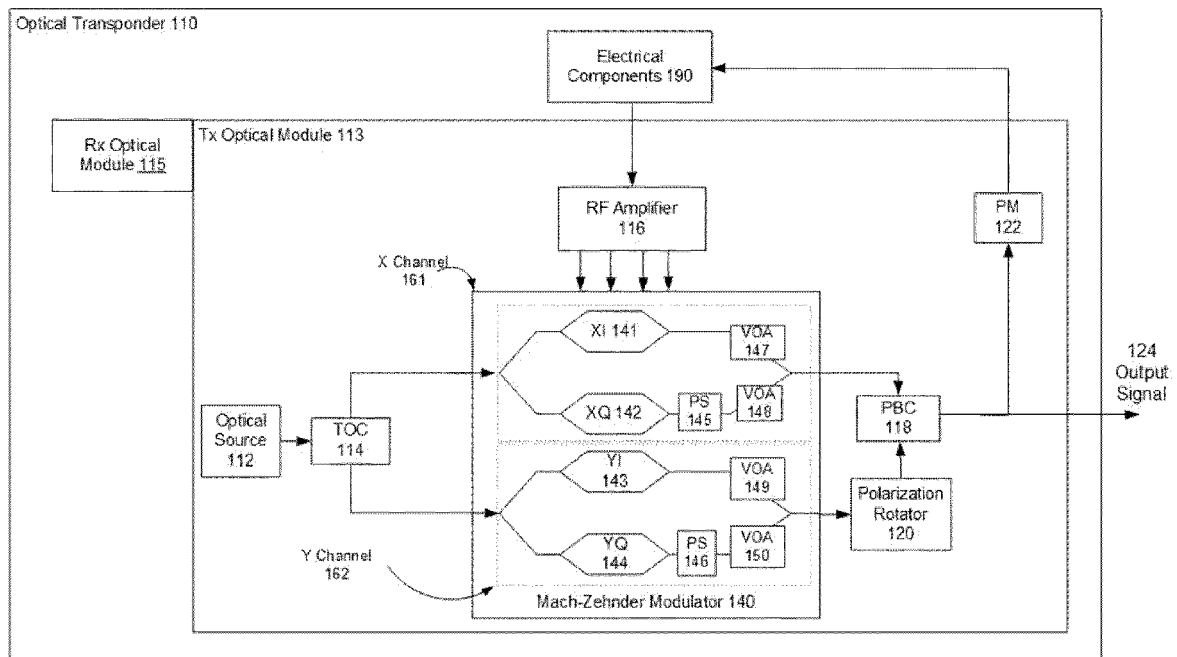 Optical Transponder 110
Electrical
Components 190
Tx Optical Module 113
Rx Optical
Module 115
RF Amplifier
116
PM
122
X Channel
161
XI 141
VOA
147
XQ 142
PS
145
VOA
148
124
Output
Signal
Optical
Source
112
TOC
114
PBC
118
YI
143
VOA
149
Polarization
Rotator
120
Y Channel
162
YQ
144
PS
146
VOA
150
Mach-Zehnder Modulator 140